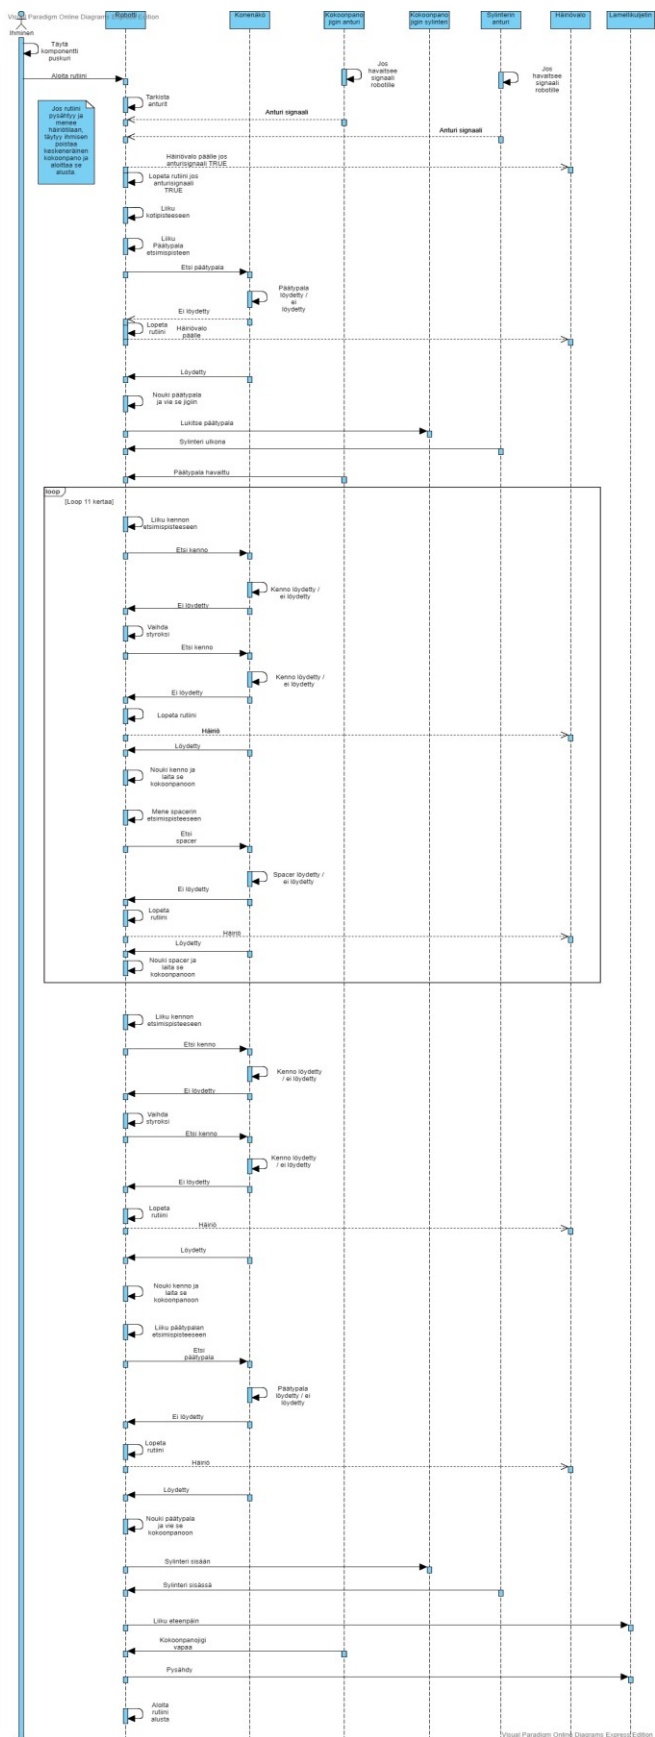 Visual Paradigm Online Diagrams Express Edition
Robotti
Konenäkö
Kokoonpano
jigin anturi
Kokoonpano
jigin sylinteri
Sylinterin
anturi
Häiriövalo
Lamellikuljetin
Ihminen
Täytä
komponentti
puskuri
Jos
havaitsee
signaali
robotille
Jos
havaitsee
signaali
robotille
Aloita rutiini
Tarkista
anturit
Jos rutiini
pysähtyy ja
menee
häiriötilaan,
täytyy ihmisen
poistaa
keskeneräinen
kokoonpano ja
aloittaa se
alusta.
Anturi signaali
Anturi signaali
Häiriövalo päälle jos
anturisignaali TRUE
Lopeta rutiini jos
anturisignaali
TRUE
Liiku
kotipisteeseen
Liiku
Päätypala
etsimispisteen
Etsi päätypala
Päätypala
löydetty /
ei
löydetty
Ei löydetty
Lopeta
rutiini
Häiriövalo
päälle
Löydetty
Nouki päätypala
ja vie se jigiin
Lukitse päätypala
Sylinteri ulkona
Päätypala havaittu
loop
[Loop 11 kertaa]
Liiku kennon
etsimispisteeseen
Etsi kenno
Kenno löydetty /
ei löydetty
Ei löydetty
Vaihda
styroksi
Etsi kenno
Kenno löydetty /
ei löydetty
Ei löydetty
Lopeta rutiini
Häiriö
Löydetty
Nouki kenno ja
laita se
kokoonpanoon
Mene spacerin
etsimispisteeseen
Etsi
spacer
Spacer löydetty /
ei löydetty
Ei löydetty
Lopeta
rutiini
Häiriö
Löydetty
Nouki spacer ja
laita se
kokoonpanoon
Liiku kennon
etsimispisteeseen
Etsi kenno
Kenno löydetty
/ ei löydetty
Ei löydetty
Vaihda
styroksi
Etsi kenno
Kenno löydetty
/ ei löydetty
Ei löydetty
Lopeta
rutiini
Häiriö
Löydetty
Nouki kenno ja
laita se
kokoonpanoon
Liiku päätypalan
etsimispisteeseen
Etsi
päätypala
Päätypala
löydetty / ei
löydetty
Ei löydetty
Lopeta
rutiini
Häiriö
Löydetty
Nouki päätypala
ja vie se
kokoonpanoon
Sylinteri sisään
Sylinteri sisässä
Liiku eteenpäin
Kokoonpanojigi
vapaa
Pysähdy
Aloita
rutiini
alusta
Visual Paradigm Online Diagrams Express Edition